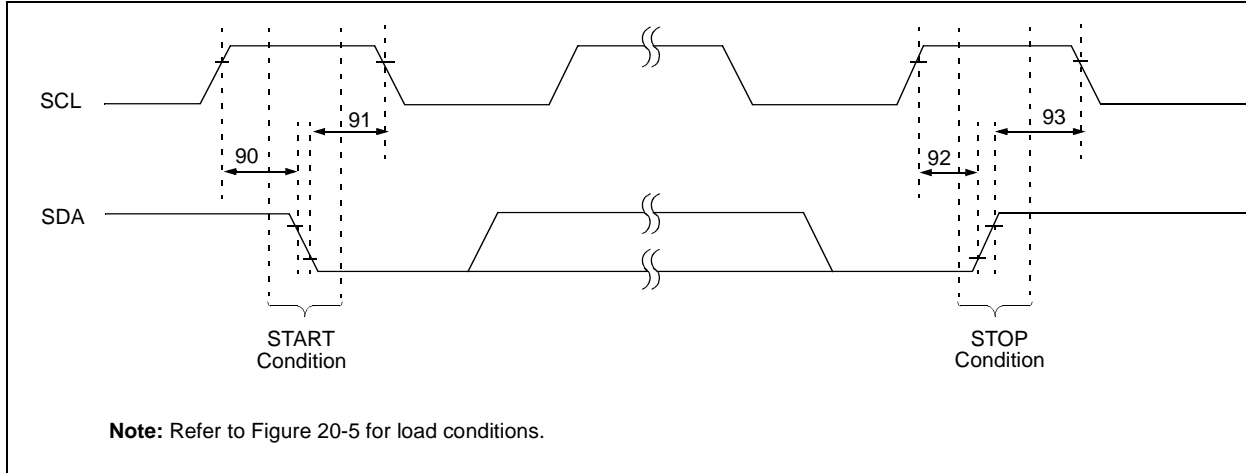 SCL
91
93
90
92
SDA
START
Condition
STOP
Condition
Note: Refer to Figure 20-5 for load conditions.